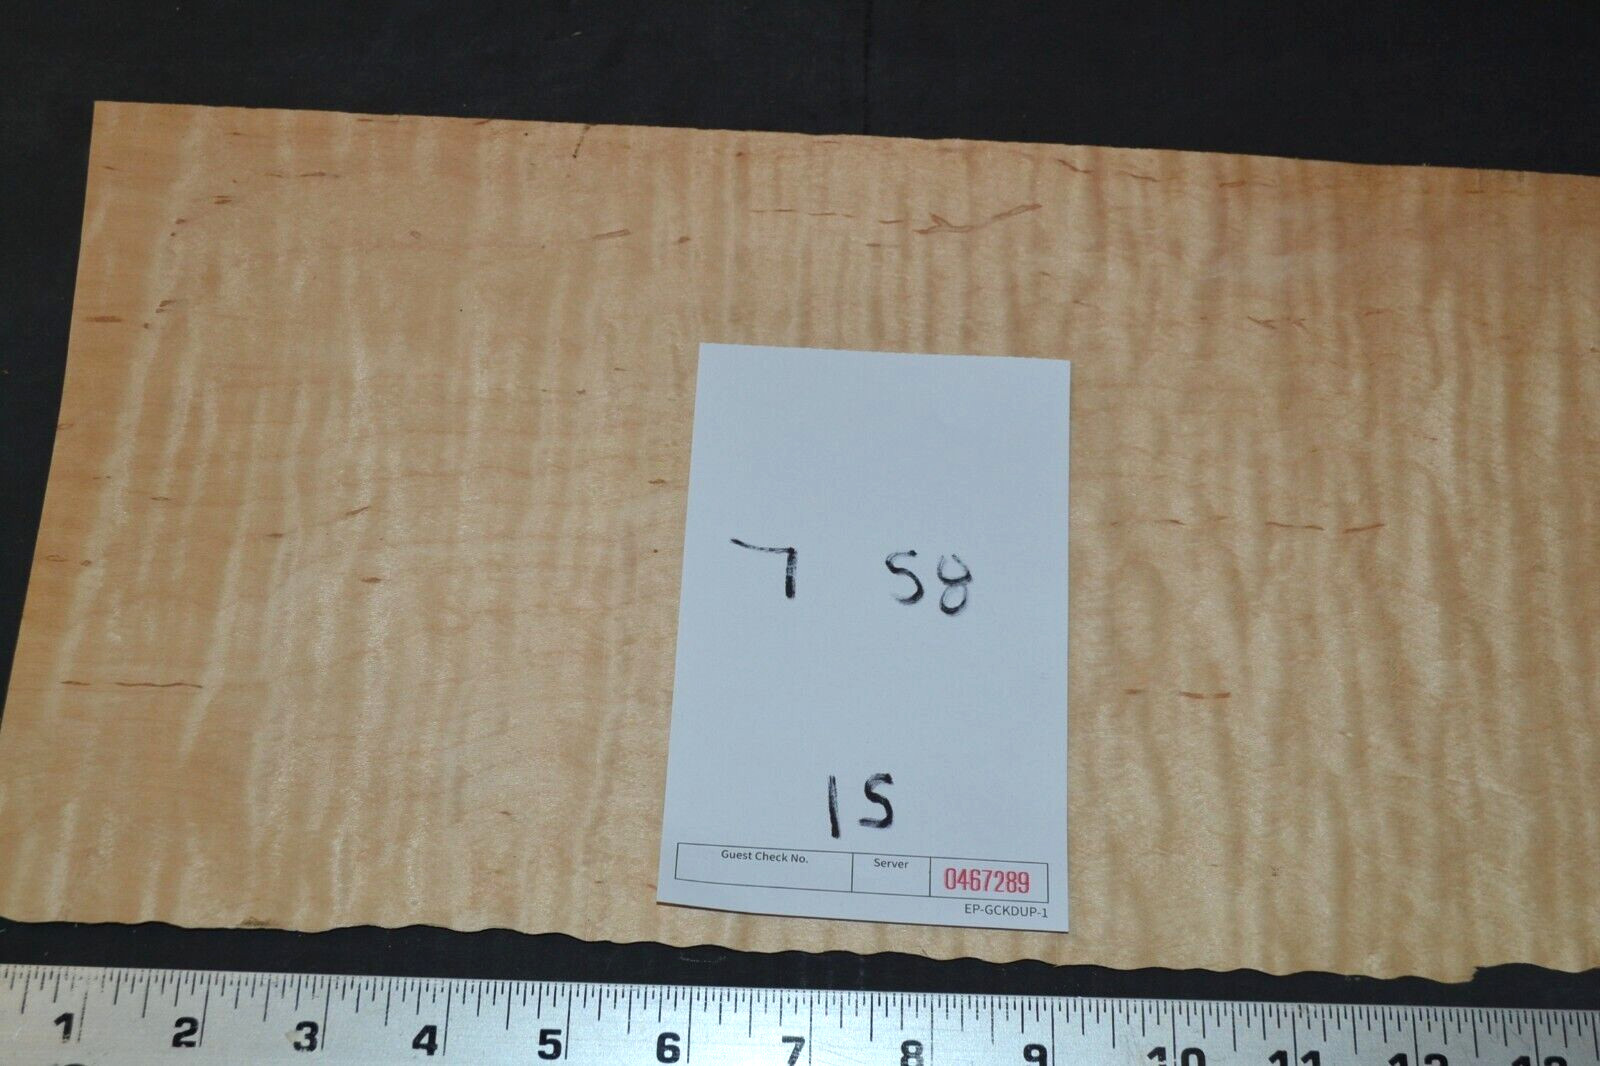 7 58
15
Guest Check No. Server 0467289
EP-GCKDUP-1
1 2 3 4 5 6 7 8 9 10 11 12 13